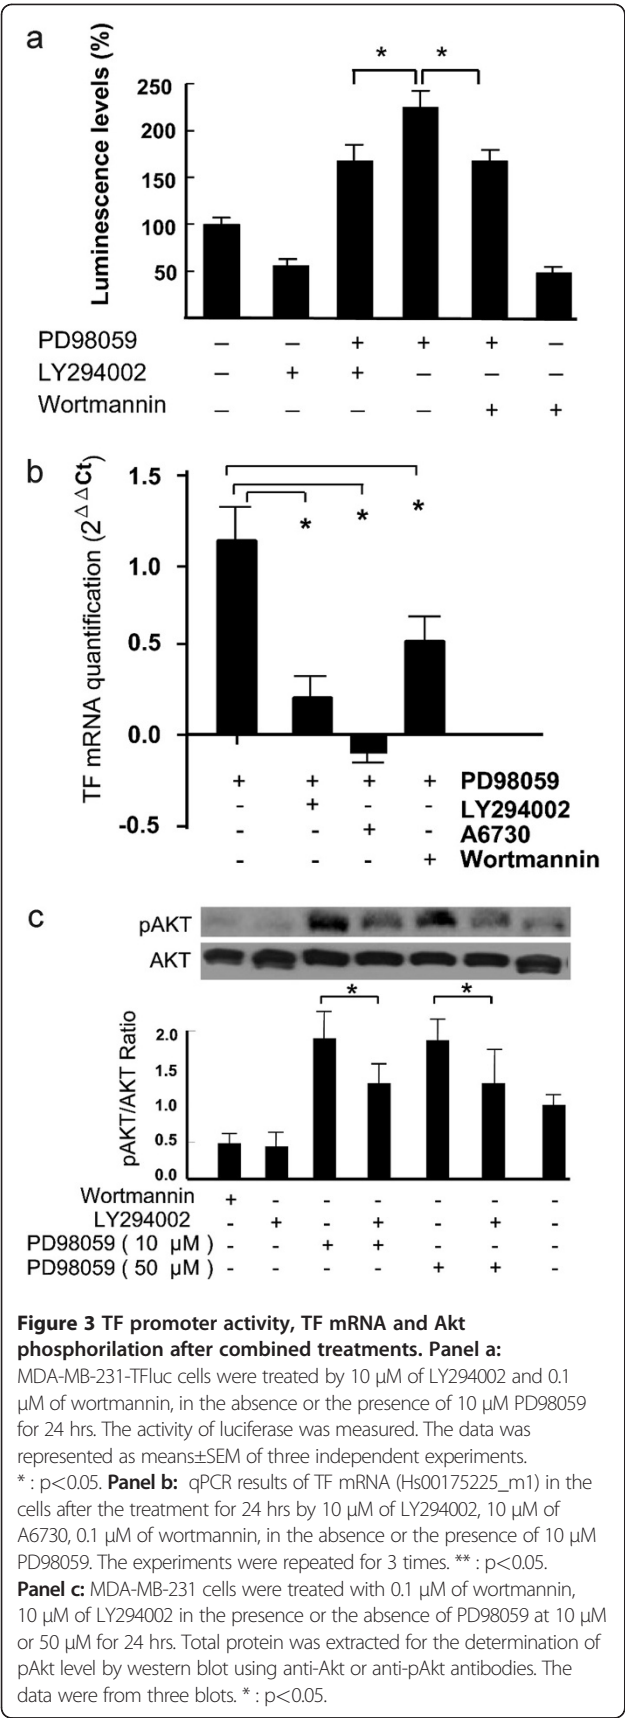 a
Luminescence levels (%)
250
200
150
100
50
* *
PD98059 – – + + + –
LY294002 – + + – – –
Wortmannin – – – – + +
b
TF mRNA quantification (2^△△Ct)
1.5
1.0
0.5
0.0
-0.5
* * *
+ + + + PD98059
- + - - LY294002
- - + - A6730
- - - + Wortmannin
c
pAKT
AKT
pAKT/AKT Ratio
2.0
1.5
1.0
0.5
0.0
* *
Wortmannin + - - - - - -
LY294002 - + - + - + -
PD98059 ( 10 µM ) - - + + - - -
PD98059 ( 50 µM ) - - - - + + -
Figure 3 TF promoter activity, TF mRNA and Akt
phosphorilation after combined treatments. Panel a:
MDA-MB-231-TFluc cells were treated by 10 µM of LY294002 and 0.1
µM of wortmannin, in the absence or the presence of 10 µM PD98059
for 24 hrs. The activity of luciferase was measured. The data was
represented as means±SEM of three independent experiments.
* : p<0.05. Panel b: qPCR results of TF mRNA (Hs00175225_m1) in the
cells after the treatment for 24 hrs by 10 µM of LY294002, 10 µM of
A6730, 0.1 µM of wortmannin, in the absence or the presence of 10 µM
PD98059. The experiments were repeated for 3 times. ** : p<0.05.
Panel c: MDA-MB-231 cells were treated with 0.1 µM of wortmannin,
10 µM of LY294002 in the presence or the absence of PD98059 at 10 µM
or 50 µM for 24 hrs. Total protein was extracted for the determination of
pAkt level by western blot using anti-Akt or anti-pAkt antibodies. The
data were from three blots. * : p<0.05.